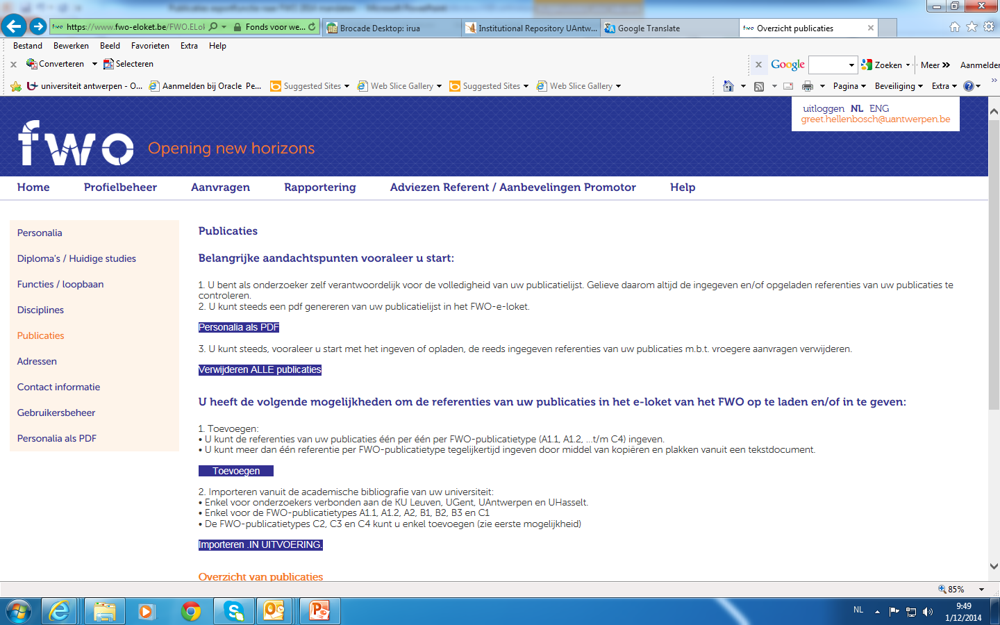 Publicaties exportfunctie naar FWO 2014 mandaten - Microsoft PowerPoint
https://www.fwo-eloket.be/FWO.ELol
Fonds voor we...
Brocade Desktop: irua
Institutional Repository UAntw...
Google Translate
fwo Overzicht publicaties
Bestand Bewerken Beeld Favorieten Extra Help
x Converteren Selecteren
x Google Zoeken Meer Aanmelder
universiteit antwerpen - O... Aanmelden bij Oracle Pe... Suggested Sites Web Slice Gallery Suggested Sites Web Slice Gallery
Pagina Beveiliging Extra
uitloggen NL ENG
greet.hellenbosch@uantwerpen.be
fwo Opening new horizons
Home Profielbeheer Aanvragen Rapportering Adviezen Referent / Aanbevelingen Promotor Help
Personalia
Diploma's / Huidige studies
Functies / loopbaan
Disciplines
Publicaties
Adressen
Contact informatie
Gebruikersbeheer
Personalia als PDF
Publicaties
Belangrijke aandachtspunten vooraleer u start:
1. U bent als onderzoeker zelf verantwoordelijk voor de volledigheid van uw publicatielijst. Gelieve daarom altijd de ingegeven en/of opgeladen referenties van uw publicaties te
controleren.
2. U kunt steeds een pdf genereren van uw publicatielijst in het FWO-e-loket.
Personalia als PDF
3. U kunt steeds, vooraleer u start met het ingeven of opladen, de reeds ingegeven referenties van uw publicaties m.b.t. vroegere aanvragen verwijderen.
Verwijderen ALLE publicaties
U heeft de volgende mogelijkheden om de referenties van uw publicaties in het e-loket van het FWO op te laden en/of in te geven:
1. Toevoegen:
• U kunt de referenties van uw publicaties één per één per FWO-publicatietype (A1.1, A1.2, ...t/m C4) ingeven.
• U kunt meer dan één referentie per FWO-publicatietype tegelijkertijd ingeven door middel van kopiëren en plakken vanuit een tekstdocument.
Toevoegen
2. Importeren vanuit de academische bibliografie van uw universiteit:
• Enkel voor onderzoekers verbonden aan de KU Leuven, UGent, UAntwerpen en UHasselt.
• Enkel voor de FWO-publicatietypes A1.1, A1.2, A2, B1, B2, B3 en C1
• De FWO-publicatietypes C2, C3 en C4 kunt u enkel toevoegen (zie eerste mogelijkheid)
Importeren .IN UITVOERING.
Overzicht van publicaties
85%
NL
9:49
1/12/2014